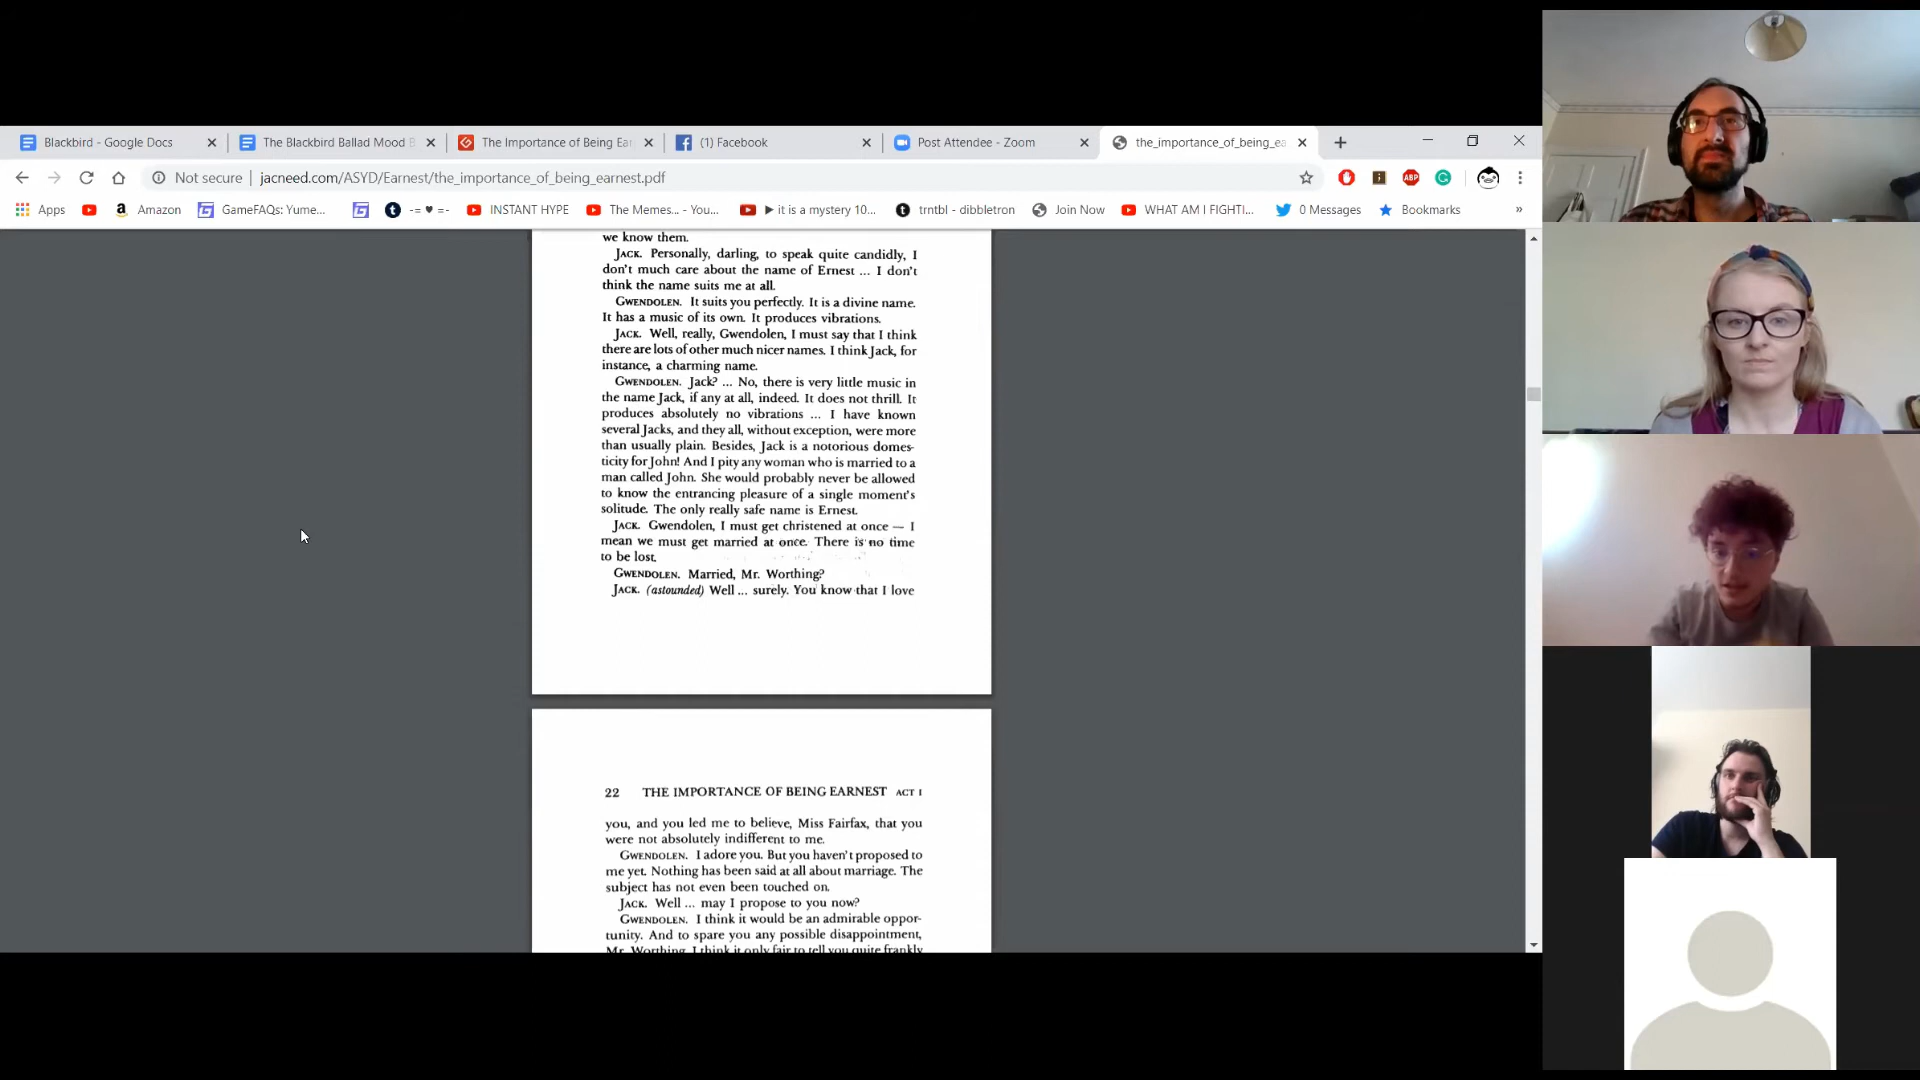 Blackbird - Google Docs
The Blackbird Ballad Mood B
The Importance of Being Ear
(1) Facebook
Post Attendee - Zoom
the_importance_of_being_ea
Not secure
jacneed.com/ASYD/Earnest/the_importance_of_being_earnest.pdf
ABP
Apps
Amazon
GameFAQs: Yume...
-= ♥ =-
INSTANT HYPE
The Memes... - You...
▶ it is a mystery 10...
trntbl - dibbletron
Join Now
WHAT AM I FIGHTI...
0 Messages
Bookmarks
»
we know them.
JACK. Personally, darling, to speak quite candidly, I
don't much care about the name of Ernest ... I don't
think the name suits me at all.
GWENDOLEN. It suits you perfectly. It is a divine name.
It has a music of its own. It produces vibrations.
JACK. Well, really, Gwendolen, I must say that I think
there are lots of other much nicer names. I think Jack, for
instance, a charming name.
GWENDOLEN. Jack? ... No, there is very little music in
the name Jack, if any at all, indeed. It does not thrill. It
produces absolutely no vibrations ... I have known
several Jacks, and they all, without exception, were more
than usually plain. Besides, Jack is a notorious domes-
ticity for John! And I pity any woman who is married to a
man called John. She would probably never be allowed
to know the entrancing pleasure of a single moment's
solitude. The only really safe name is Ernest.
JACK. Gwendolen, I must get christened at once — I
mean we must get married at once. There is no time
to be lost.
GWENDOLEN. Married, Mr. Worthing?
JACK. (astounded) Well ... surely. You know that I love
22 THE IMPORTANCE OF BEING EARNEST ACT I
you, and you led me to believe, Miss Fairfax, that you
were not absolutely indifferent to me.
GWENDOLEN. I adore you. But you haven't proposed to
me yet. Nothing has been said at all about marriage. The
subject has not even been touched on.
JACK. Well ... may I propose to you now?
GWENDOLEN. I think it would be an admirable oppor-
tunity. And to spare you any possible disappointment,
Mr. Worthing, I think it only fair to tell you quite frankly